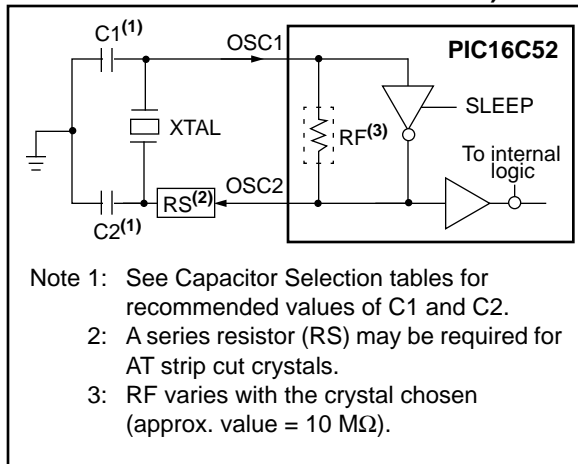 C1(1)
OSC1
PIC16C52
SLEEP
XTAL
RF(3)
To internal
logic
OSC2
RS(2)
C2(1)
Note 1: See Capacitor Selection tables for
recommended values of C1 and C2.
2: A series resistor (RS) may be required for
AT strip cut crystals.
3: RF varies with the crystal chosen
(approx. value = 10 MΩ).